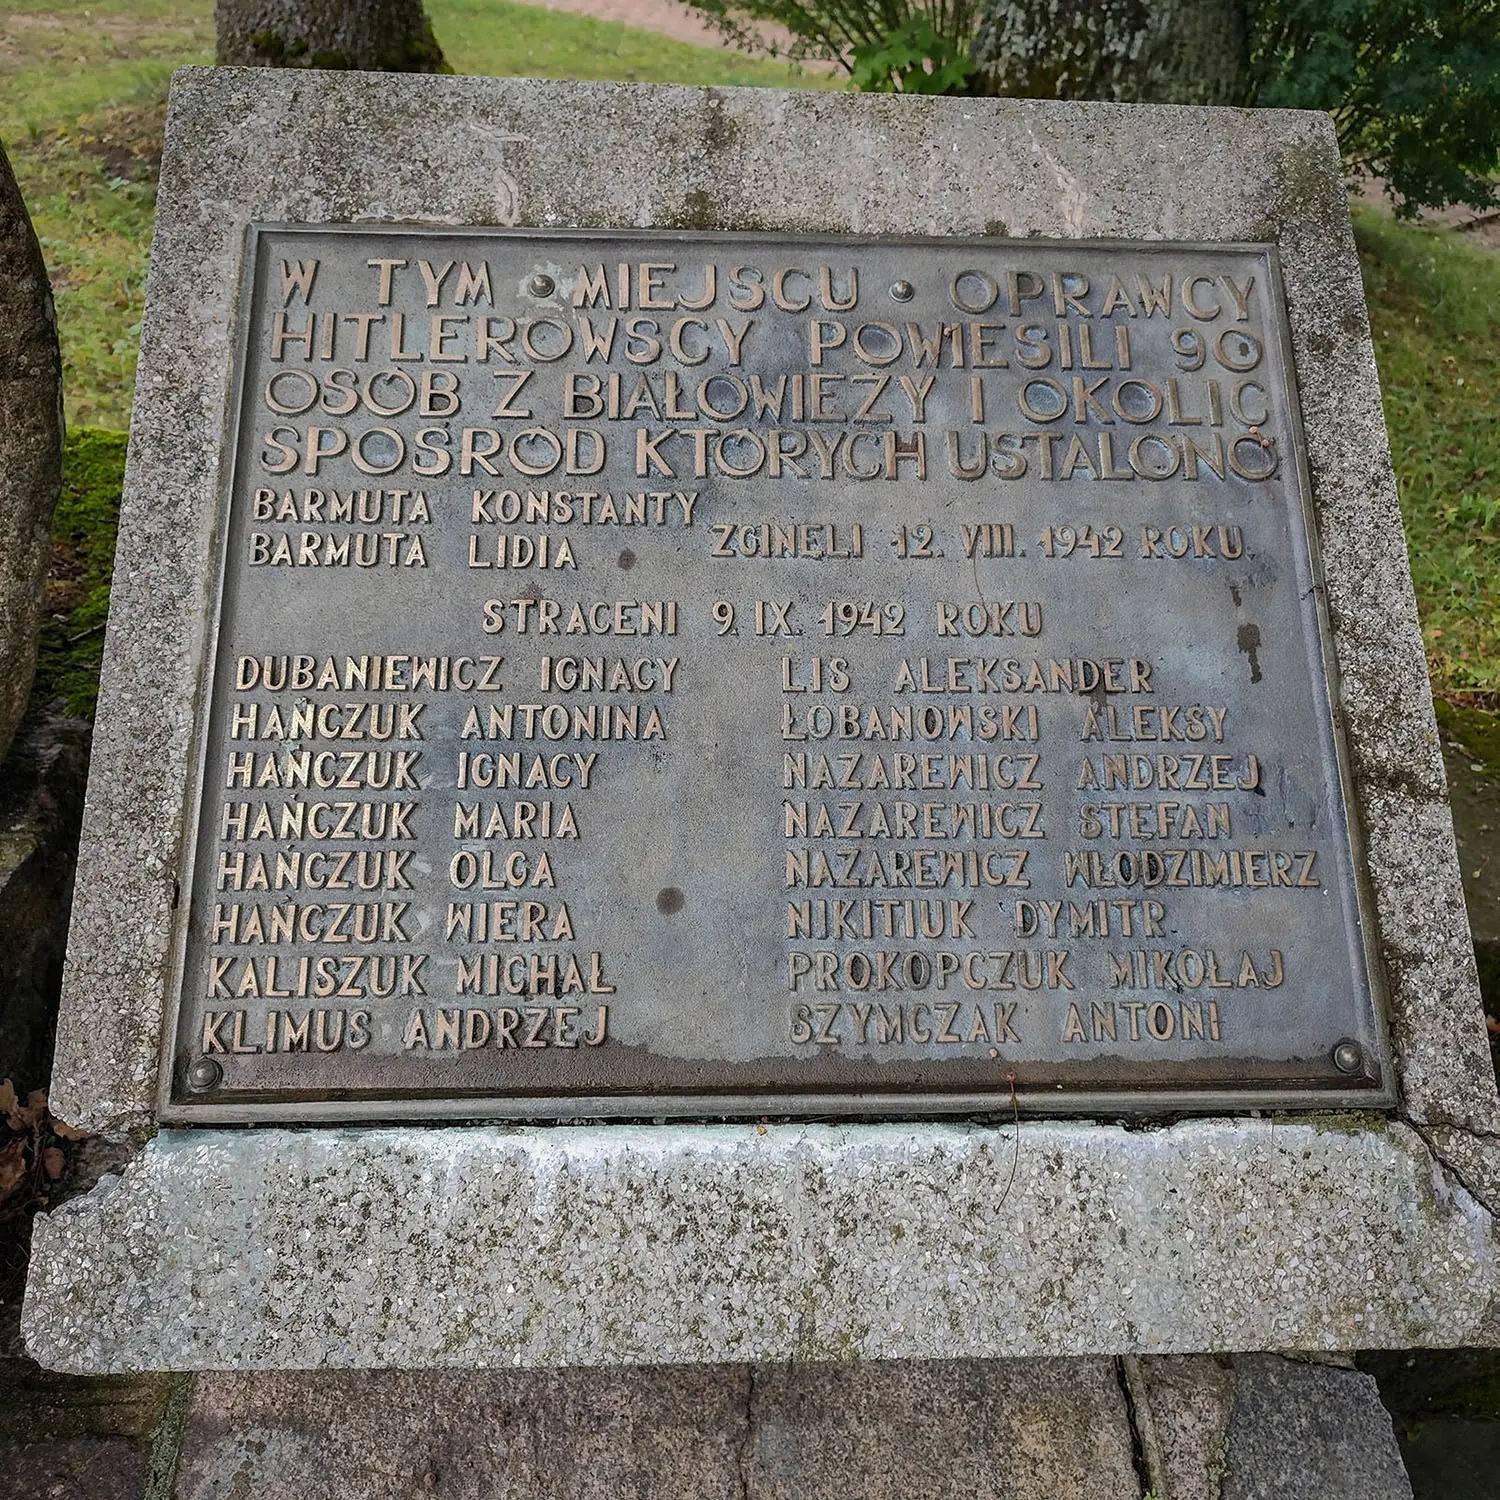 W TYM • MIEJSCU • OPRAWCY
HITLEROWSCY POWIESILI 90
OSÓB Z BIAŁOWIEŻY I OKOLIC
SPOŚRÓD KTÓRYCH USTALONO
BARMUTA KONSTANTY
BARMUTA LIDIA
ZGINĘLI 12. VIII. 1942 ROKU.
STRACENI 9. IX. 1942 ROKU
DUBANIEWICZ IGNACY
HAŃCZUK ANTONINA
HAŃCZUK IGNACY
HAŃCZUK MARIA
HAŃCZUK OLGA
HAŃCZUK WIERA
KALISZUK MICHAŁ
KLIMUS ANDRZEJ
LIS ALEKSANDER
ŁOBANOWSKI ALEKSY
NAZAREWICZ ANDRZEJ
NAZAREWICZ STEFAN
NAZAREWICZ WŁODZIMIERZ
NIKITIUK DYMITR
PROKOPCZUK MIKOŁAJ
SZYMCZAK ANTONI